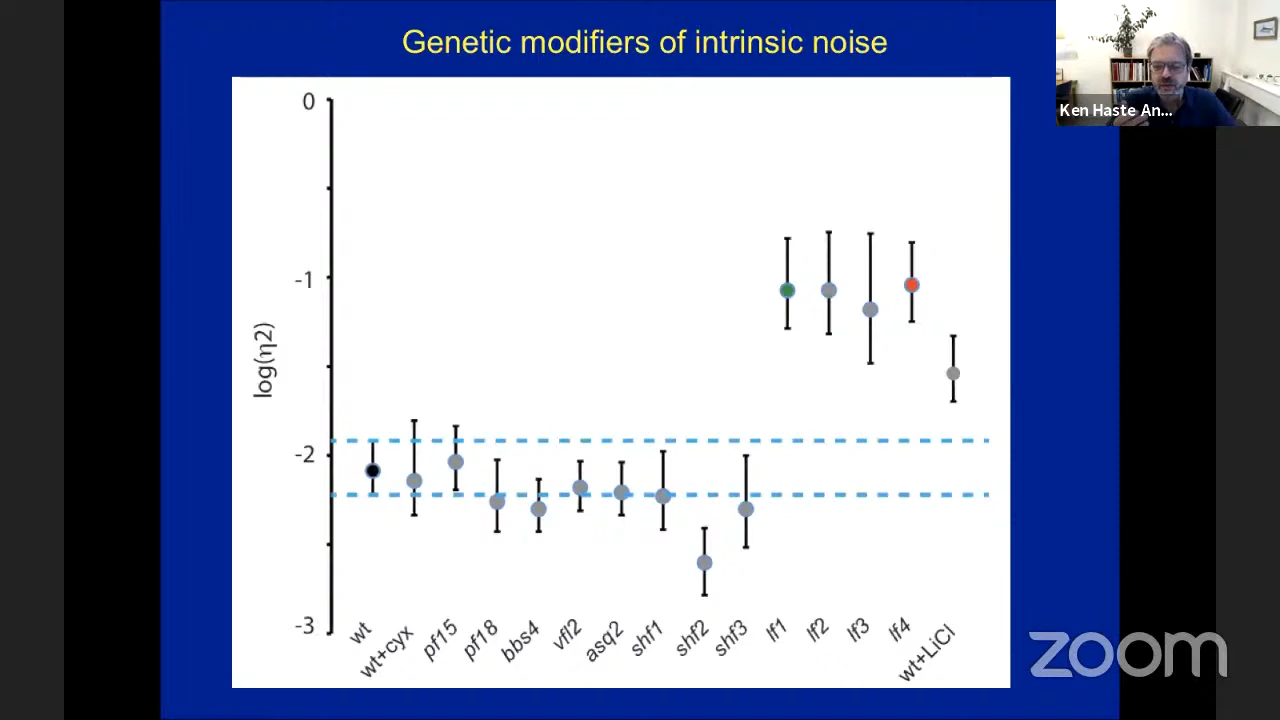 Genetic modifiers of intrinsic noise
Ken Haste An...
0
-1
-2
-3
log(η2)
wt
wt+cyx
pf15
pf18
bbs4
vfl2
asq2
shf1
shf2
shf3
lf1
lf2
lf3
lf4
wt+LiCl
zoom